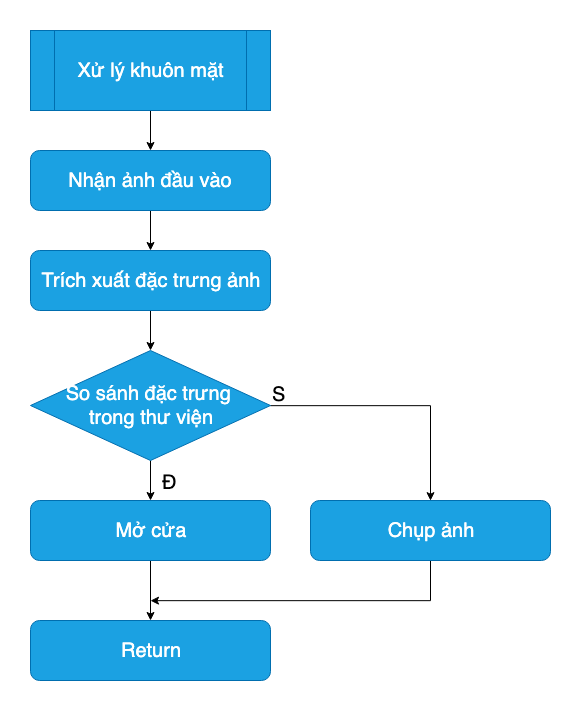 Xử lý khuôn mặt
Nhận ảnh đầu vào
Trích xuất đặc trưng ảnh
So sánh đặc trưng
trong thư viện
S
Đ
Mở cửa
Chụp ảnh
Return